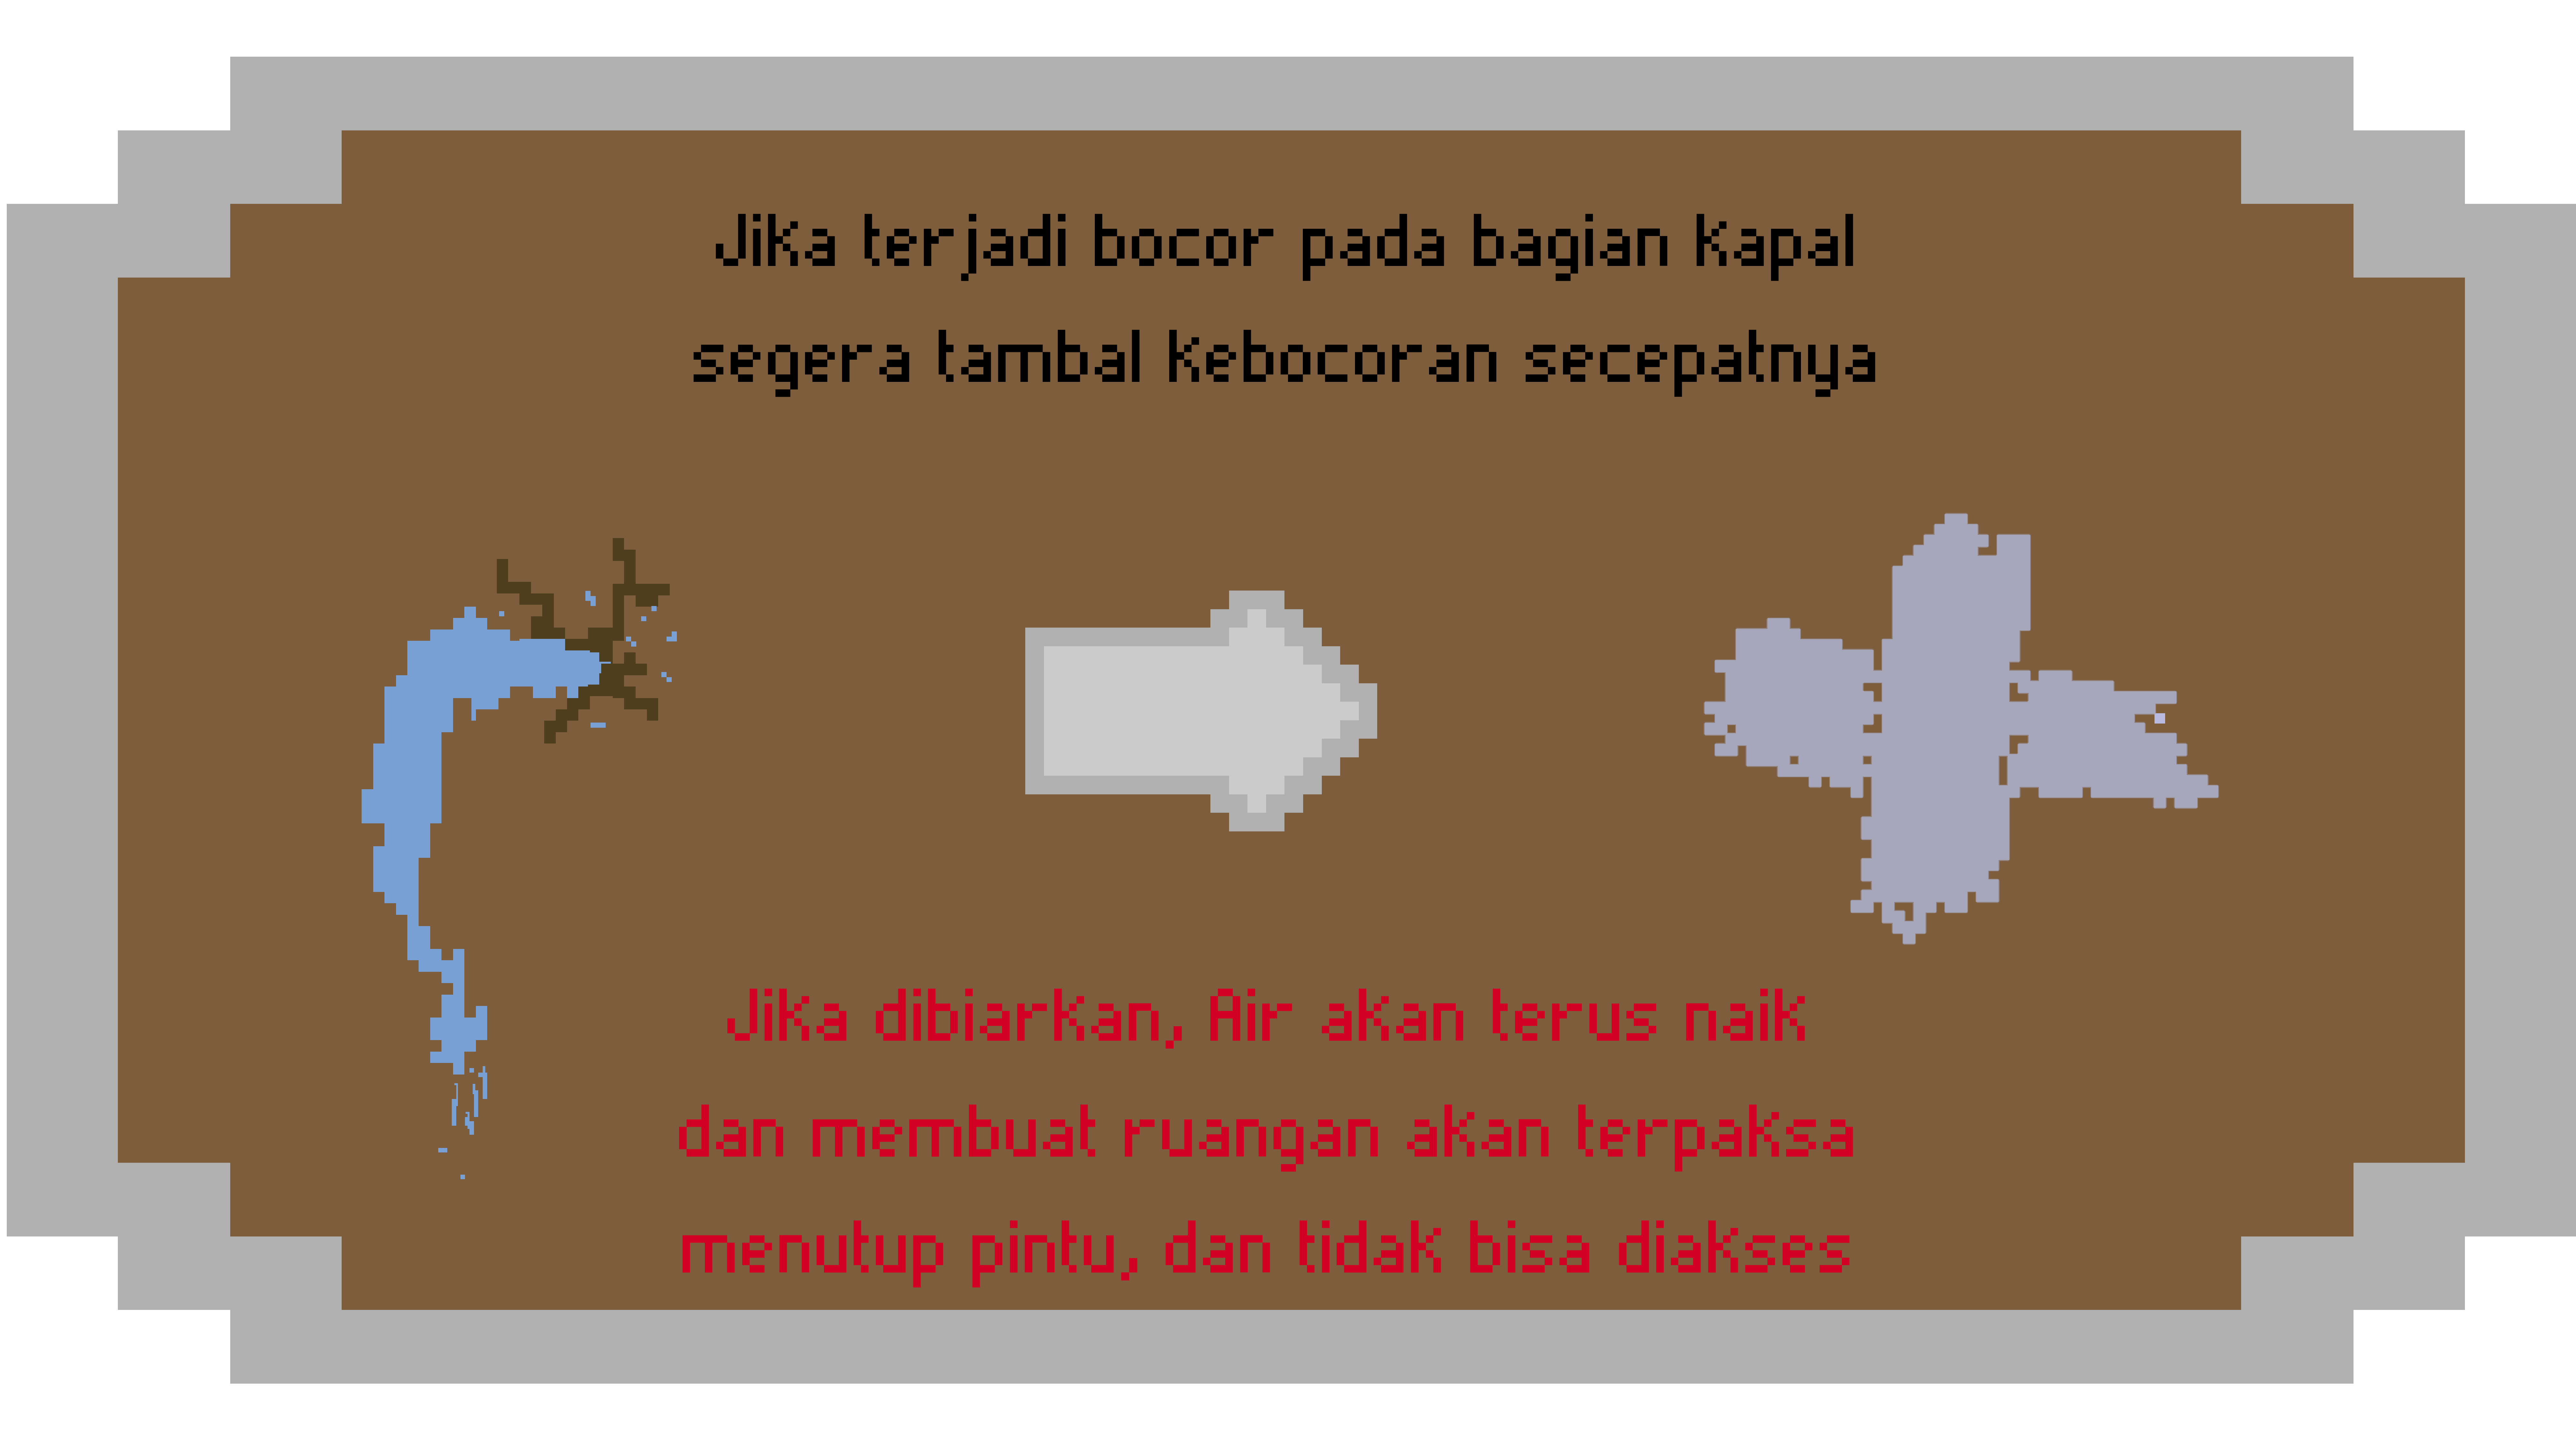 Jika terjadi bocor pada bagian kapal
segera tambal kebocoran secepatnya
Jika dibiarkan, Air akan terus naik
dan membuat ruangan akan terpaksa
menutup pintu, dan tidak bisa diakses